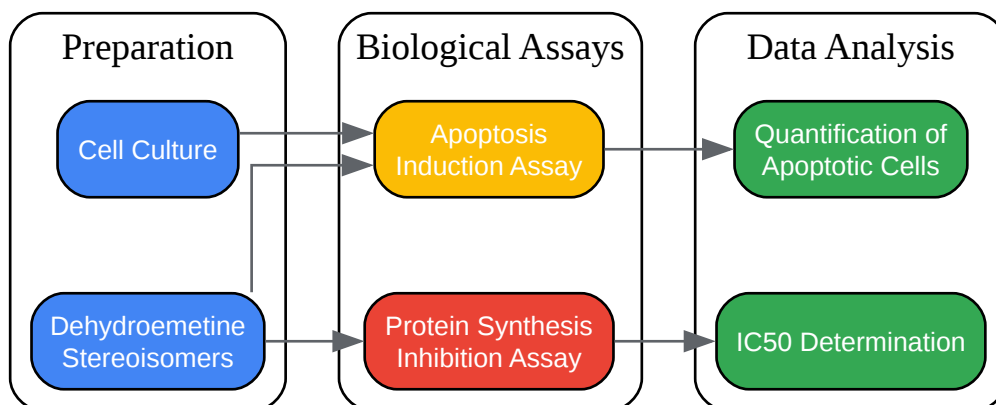 Preparation
Biological Assays
Data Analysis
Cell Culture
Apoptosis
Induction Assay
Quantification of
Apoptotic Cells
Dehydroemetine
Stereoisomers
Protein Synthesis
Inhibition Assay
IC50 Determination